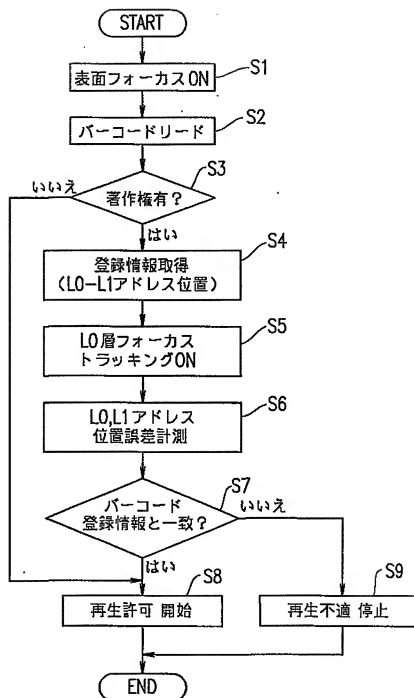 START
S1
表面フォーカスON
S2
バーコードリード
S3
いいえ
著作権有?
はい
S4
登録情報取得
(L0-L1アドレス位置)
S5
L0層フォーカス
トラッキングON
S6
L0,L1アドレス
位置誤差計測
S7
バーコード
登録情報と一致?
いいえ
はい
S8
再生許可 開始
S9
再生不適 停止
END